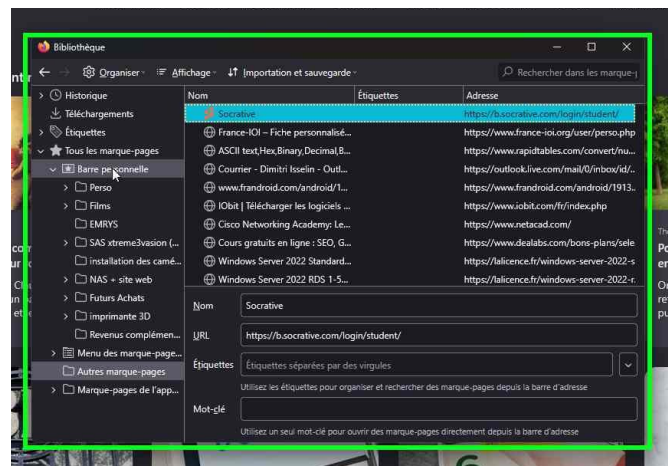 Bibliothèque
Organiser
Affichage
Importation et sauvegarde
Rechercher dans les marque-p
Historique
Téléchargements
Étiquettes
Tous les marque-pages
Barre personnelle
Perso
Films
EMRYS
SAS xtreme3vasion (...
installation des camé...
NAS + site web
Futurs Achats
imprimante 3D
Revenus complémen...
Menu des marque-page...
Autres marque-pages
Marque-pages de l'app...
Nom Étiquettes Adresse
Socrative https://b.socrative.com/login/student/
France-IOI – Fiche personnalisé... https://www.france-ioi.org/user/perso.php
ASCII text,Hex,Binary,Decimal,B... https://www.rapidtables.com/convert/nu...
Courrier - Dimitri Isselin - Outl... https://outlook.live.com/mail/0/inbox/id/..
www.frandroid.com/android/1... https://www.frandroid.com/android/1913..
IObit | Télécharger les logiciels ... https://www.iobit.com/fr/index.php
Cisco Networking Academy: Le... https://www.netacad.com/
Cours gratuits en ligne : SEO, G... https://www.dealabs.com/bons-plans/sele
Windows Server 2022 Standard... https://lalicence.fr/windows-server-2022-s
Windows Server 2022 RDS 1-5... https://lalicence.fr/windows-server-2022-r.
Nom Socrative
URL https://b.socrative.com/login/student/
Étiquettes Étiquettes séparées par des virgules
Utilisez les étiquettes pour organiser et rechercher des marque-pages depuis la barre d'adresse
Mot-clé
Utilisez un seul mot-clé pour ouvrir des marque-pages directement depuis la barre d'adresse